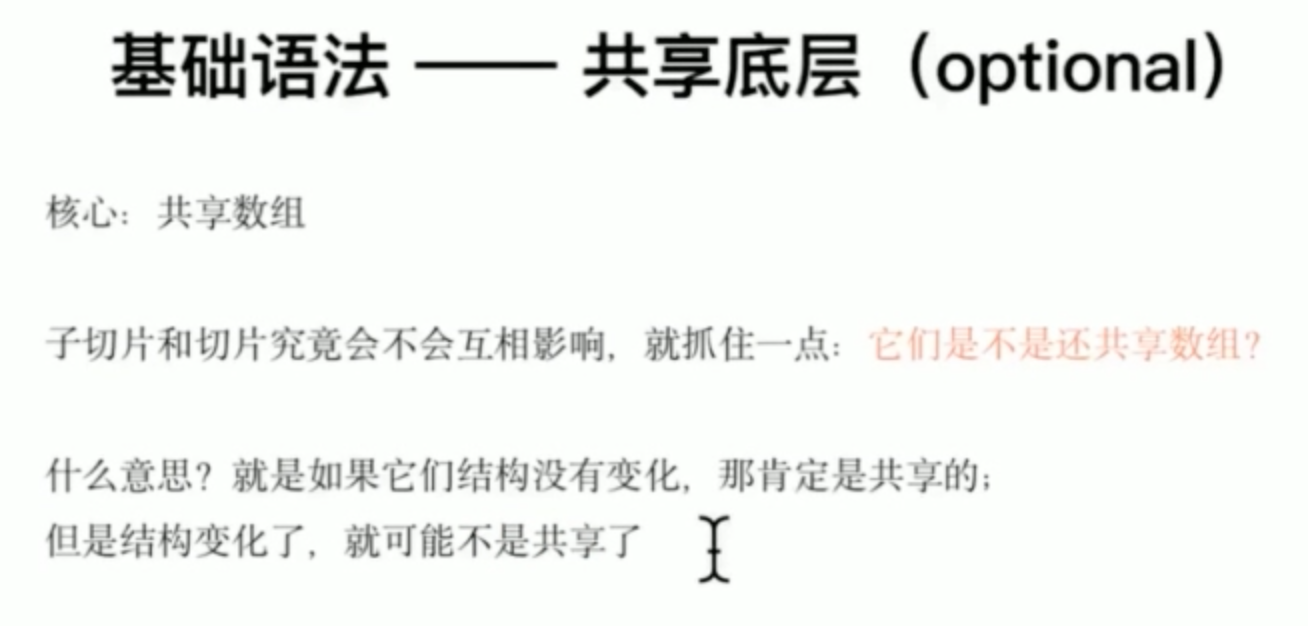 基础语法 —— 共享底层（optional）
核心：共享数组
子切片和切片究竟会不会互相影响，就抓住一点：它们是不是还共享数组？
什么意思？就是如果它们结构没有变化，那肯定是共享的；
但是结构变化了，就可能不是共享了